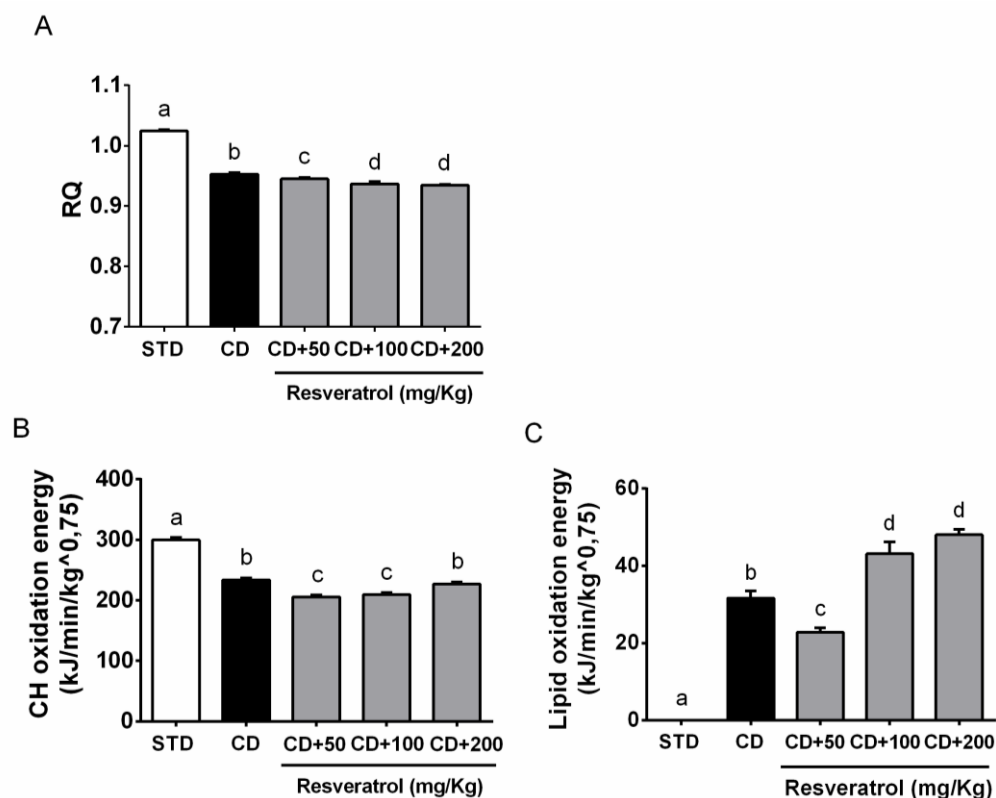 A
1.1
1.0
0.9
0.8
0.7
RQ
a
b
c
d
d
STD
CD
CD+50
CD+100
CD+200
Resveratrol (mg/Kg)
B
CH oxidation energy
(kJ/min/kg^0,75)
400
300
200
100
0
a
b
c
c
b
STD
CD
CD+50
CD+100
CD+200
Resveratrol (mg/Kg)
C
Lipid oxidation energy
(kJ/min/kg^0,75)
60
40
20
0
a
b
c
d
d
STD
CD
CD+50
CD+100
CD+200
Resveratrol (mg/Kg)